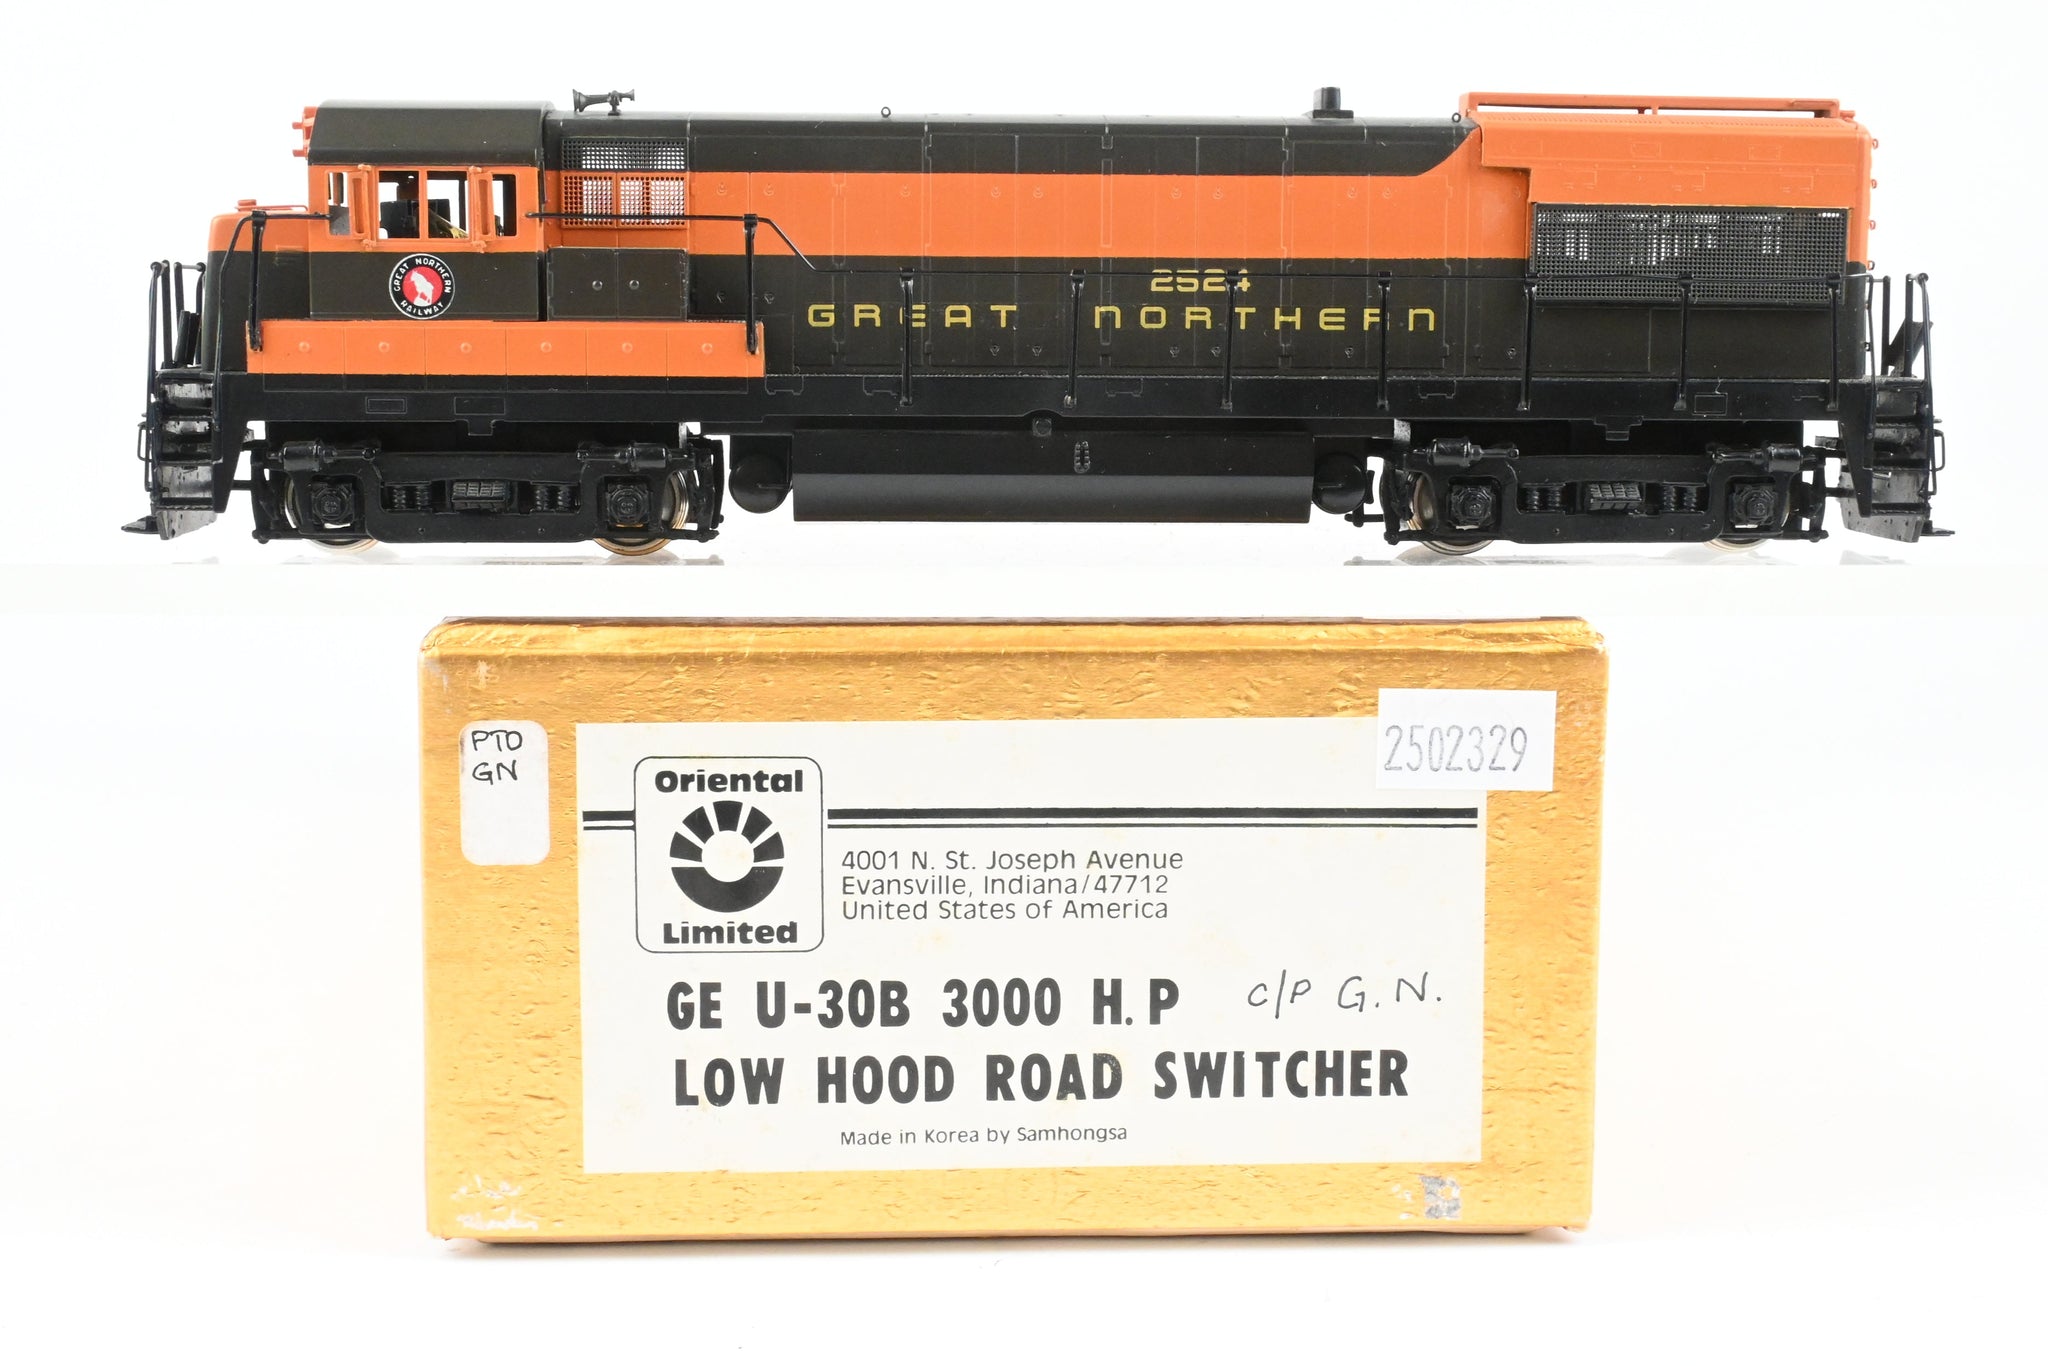 GREAT NORTHERN
RAILWAY
2524
GREAT NORTHERN
PTD
GN
2502329
Oriental
Limited
4001 N. St. Joseph Avenue
Evansville, Indiana/47712
United States of America
GE U-30B 3000 H.P C/P G.N.
LOW HOOD ROAD SWITCHER
Made in Korea by Samhongsa